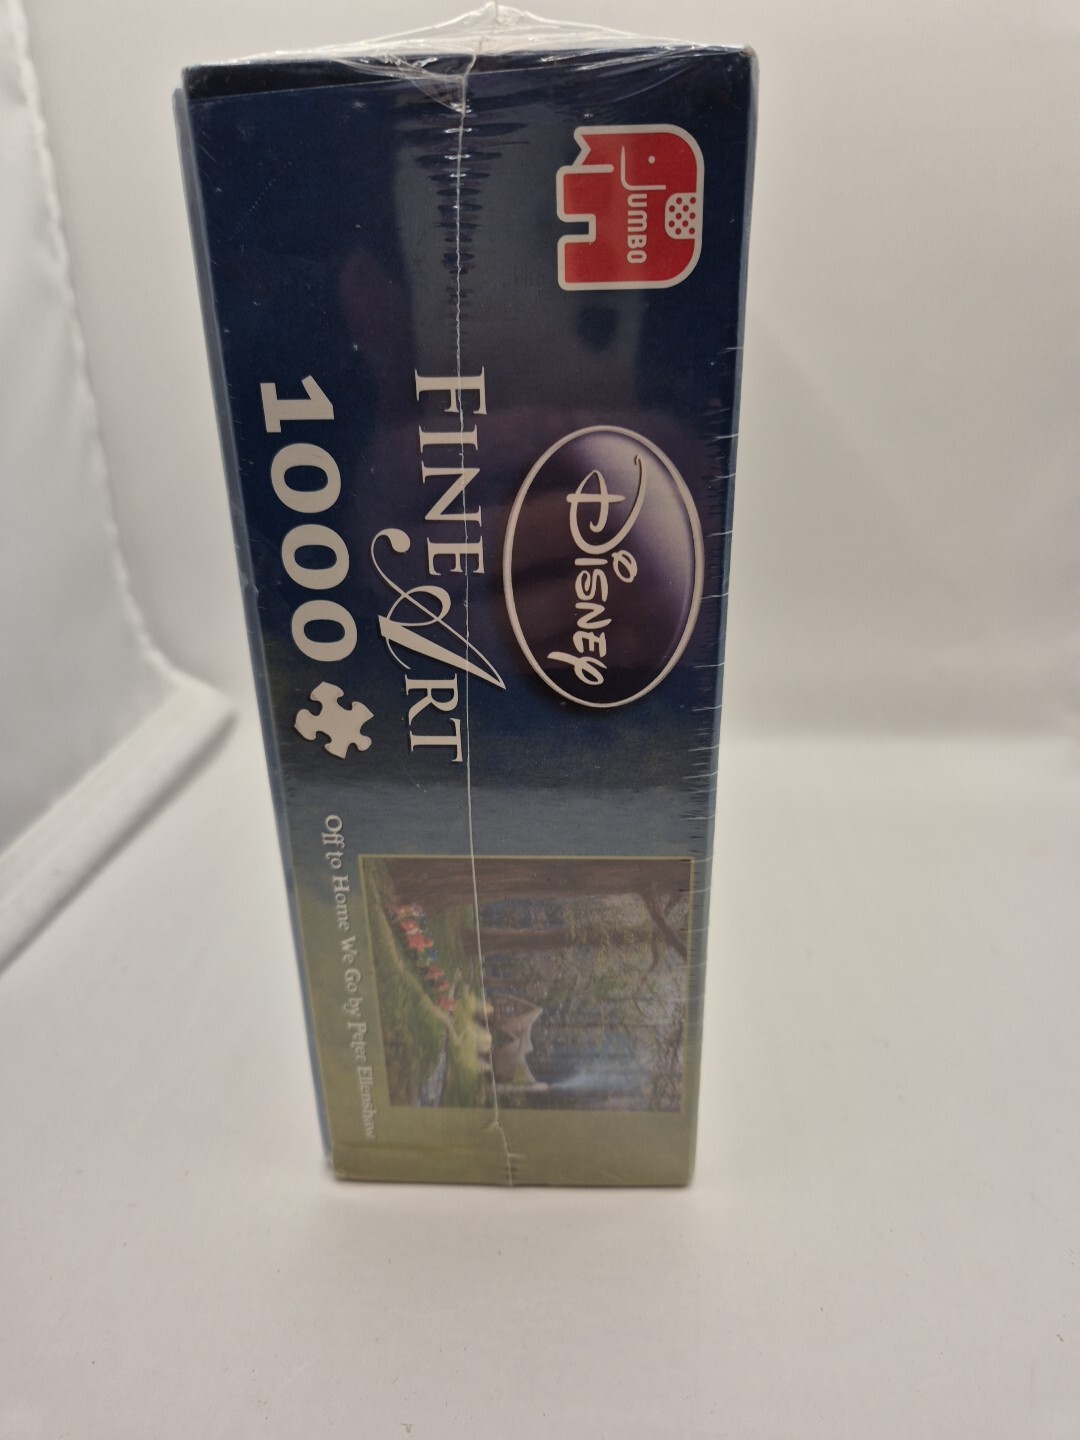 JUMBO
DISNEY
FINE ART
1000
Off to Home We Go by Peter Ellenshaw